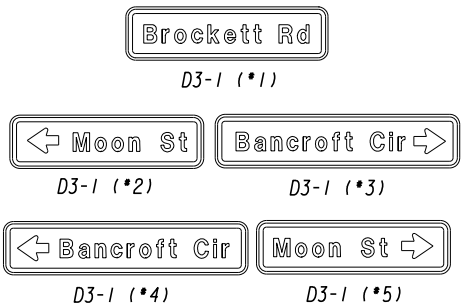 Brockett Rd
D3-1 (*1)
← Moon St
Bancroft Cir →
D3-1 (*2)
D3-1 (*3)
← Bancroft Cir
Moon St →
D3-1 (*4)
D3-1 (*5)